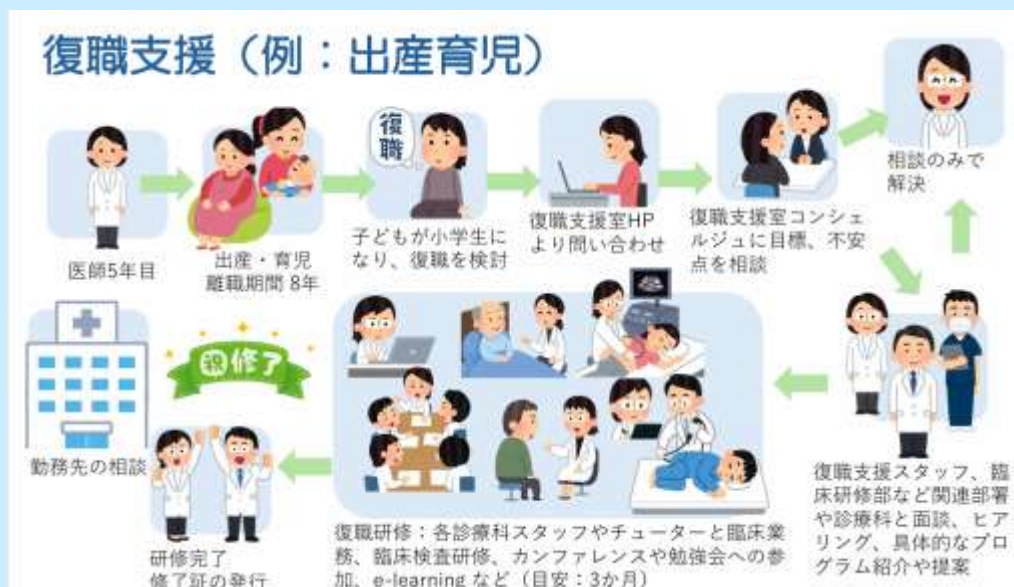 復職支援（例：出産育児）
復職
医師5年目
出産・育児
離職期間 8年
子どもが小学生に
なり、復職を検討
復職支援室HP
より問い合わせ
復職支援室コンシェ
ルジュに目標、不安
点を相談
相談のみで
解決
復職支援スタッフ、臨
床研修部など関連部署
や診療科と面談、ヒア
リング、具体的なプロ
グラム紹介や提案
復職研修：各診療科スタッフやチューターと臨床業
務、臨床検査研修、カンファレンスや勉強会への参
加、e-learning など（目安：3か月）
祝修了
研修完了
修了証の発行
勤務先の相談